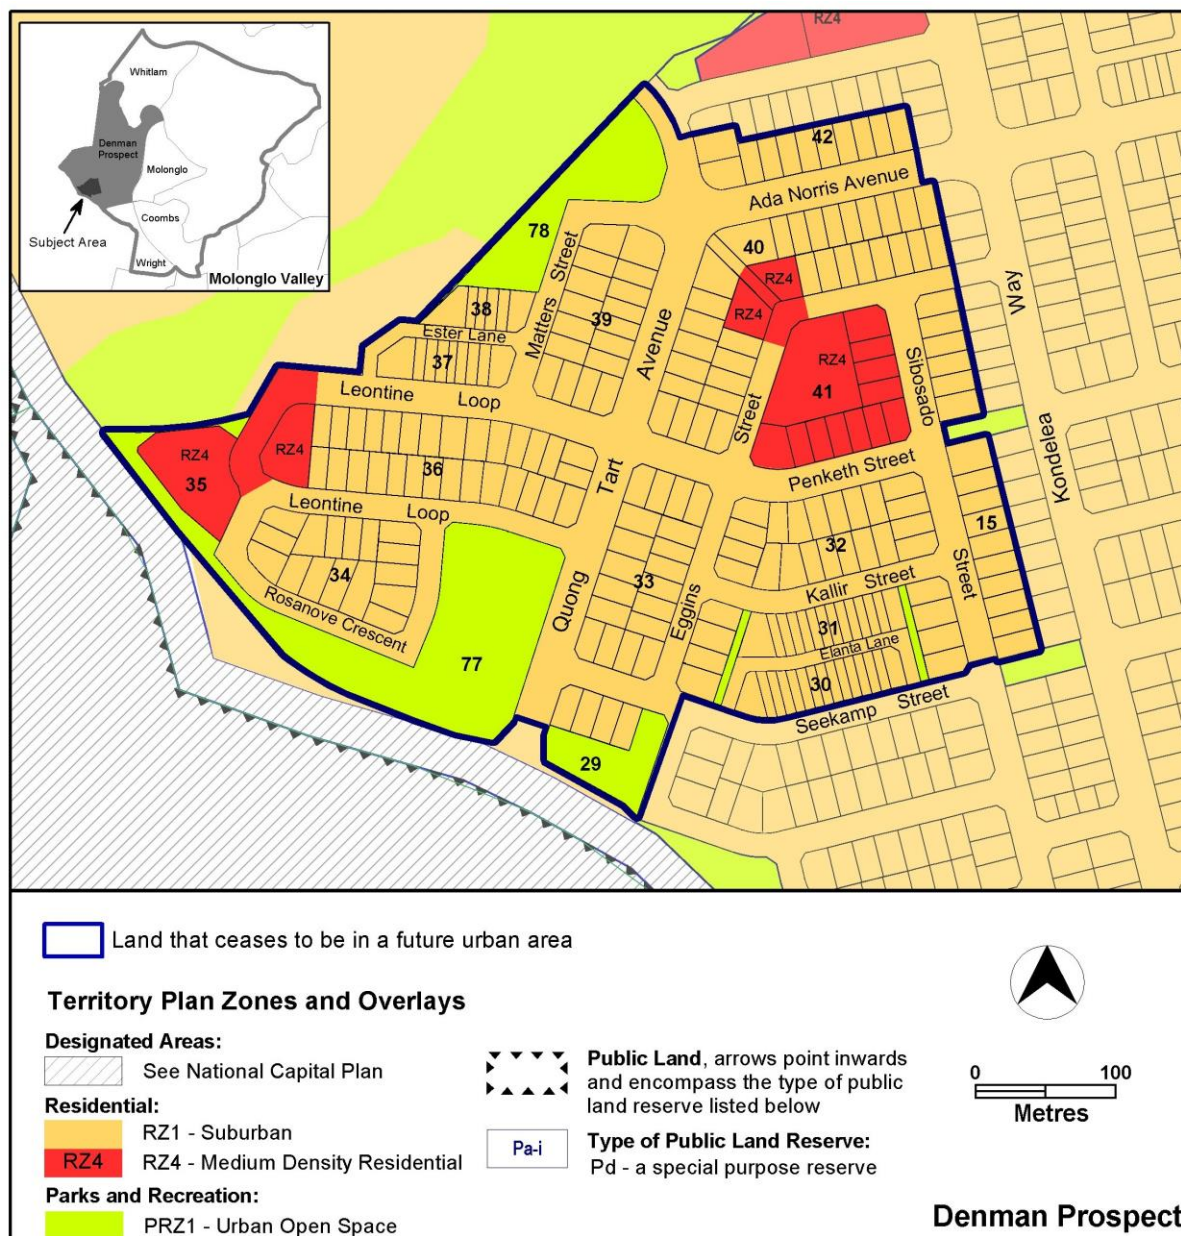 Whitlam
Denman
Prospect
Molonglo
Coombs
Wright
Subject Area
Molonglo Valley
RZ4
42
Ada Norris Avenue
78
Matters Street
40
RZ4
RZ4
38
39
Ester Lane
37
Avenue
Way
RZ4
41
Sibosado
Leontine Loop
Street
RZ4
35
RZ4
36
Tart
Penketh Street
Kondelea
Leontine Loop
15
32
34
33
Kallir Street
Street
Rosanove Crescent
Quong
Eggins
31
Elanta Lane
77
30
Seekamp Street
29
Land that ceases to be in a future urban area
Territory Plan Zones and Overlays
Designated Areas:
See National Capital Plan
Residential:
RZ1 - Suburban
RZ4 RZ4 - Medium Density Residential
Parks and Recreation:
PRZ1 - Urban Open Space
Public Land, arrows point inwards
and encompass the type of public
land reserve listed below
Pa-i Type of Public Land Reserve:
Pd - a special purpose reserve
0 100
Metres
Denman Prospect